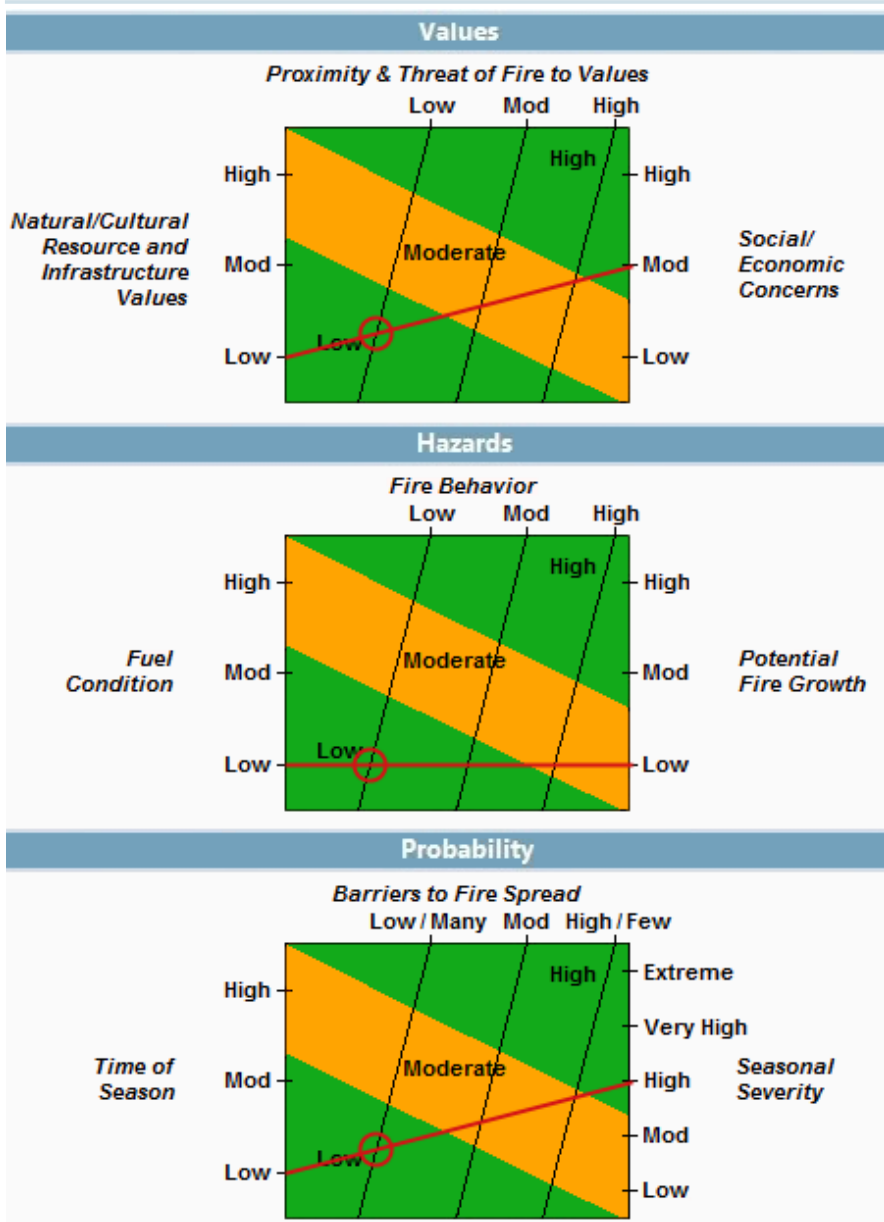 Values
Proximity & Threat of Fire to Values
Low Mod High
High High High
Natural/Cultural
Resource and
Infrastructure
Values
Moderate
Social/
Economic
Concerns
Mod Mod
Low Low Low
Hazards
Fire Behavior
Low Mod High
High High High
Fuel
Condition
Mod Moderate Mod
Potential
Fire Growth
Low Low Low
Probability
Barriers to Fire Spread
Low / Many Mod High / Few
High High Extreme
Very High
Time of
Season
Mod Moderate High
Seasonal
Severity
Mod
Low Low
Low